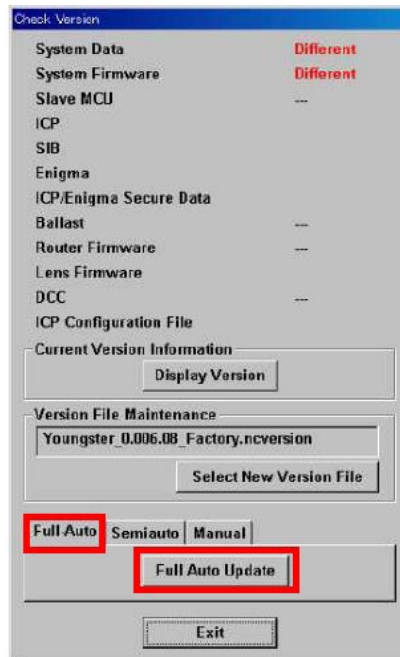 Check Version
System Data Different
System Firmware Different
Slave MCU ---
ICP
SIB
Enigma
ICP/Enigma Secure Data
Ballast ---
Router Firmware ---
Lens Firmware
DCC ---
ICP Configuration File
Current Version Information
Display Version
Version File Maintenance
Youngster_0.006.08_Factory.ncversion
Select New Version File
Full Auto Semiauto Manual
Full Auto Update
Exit